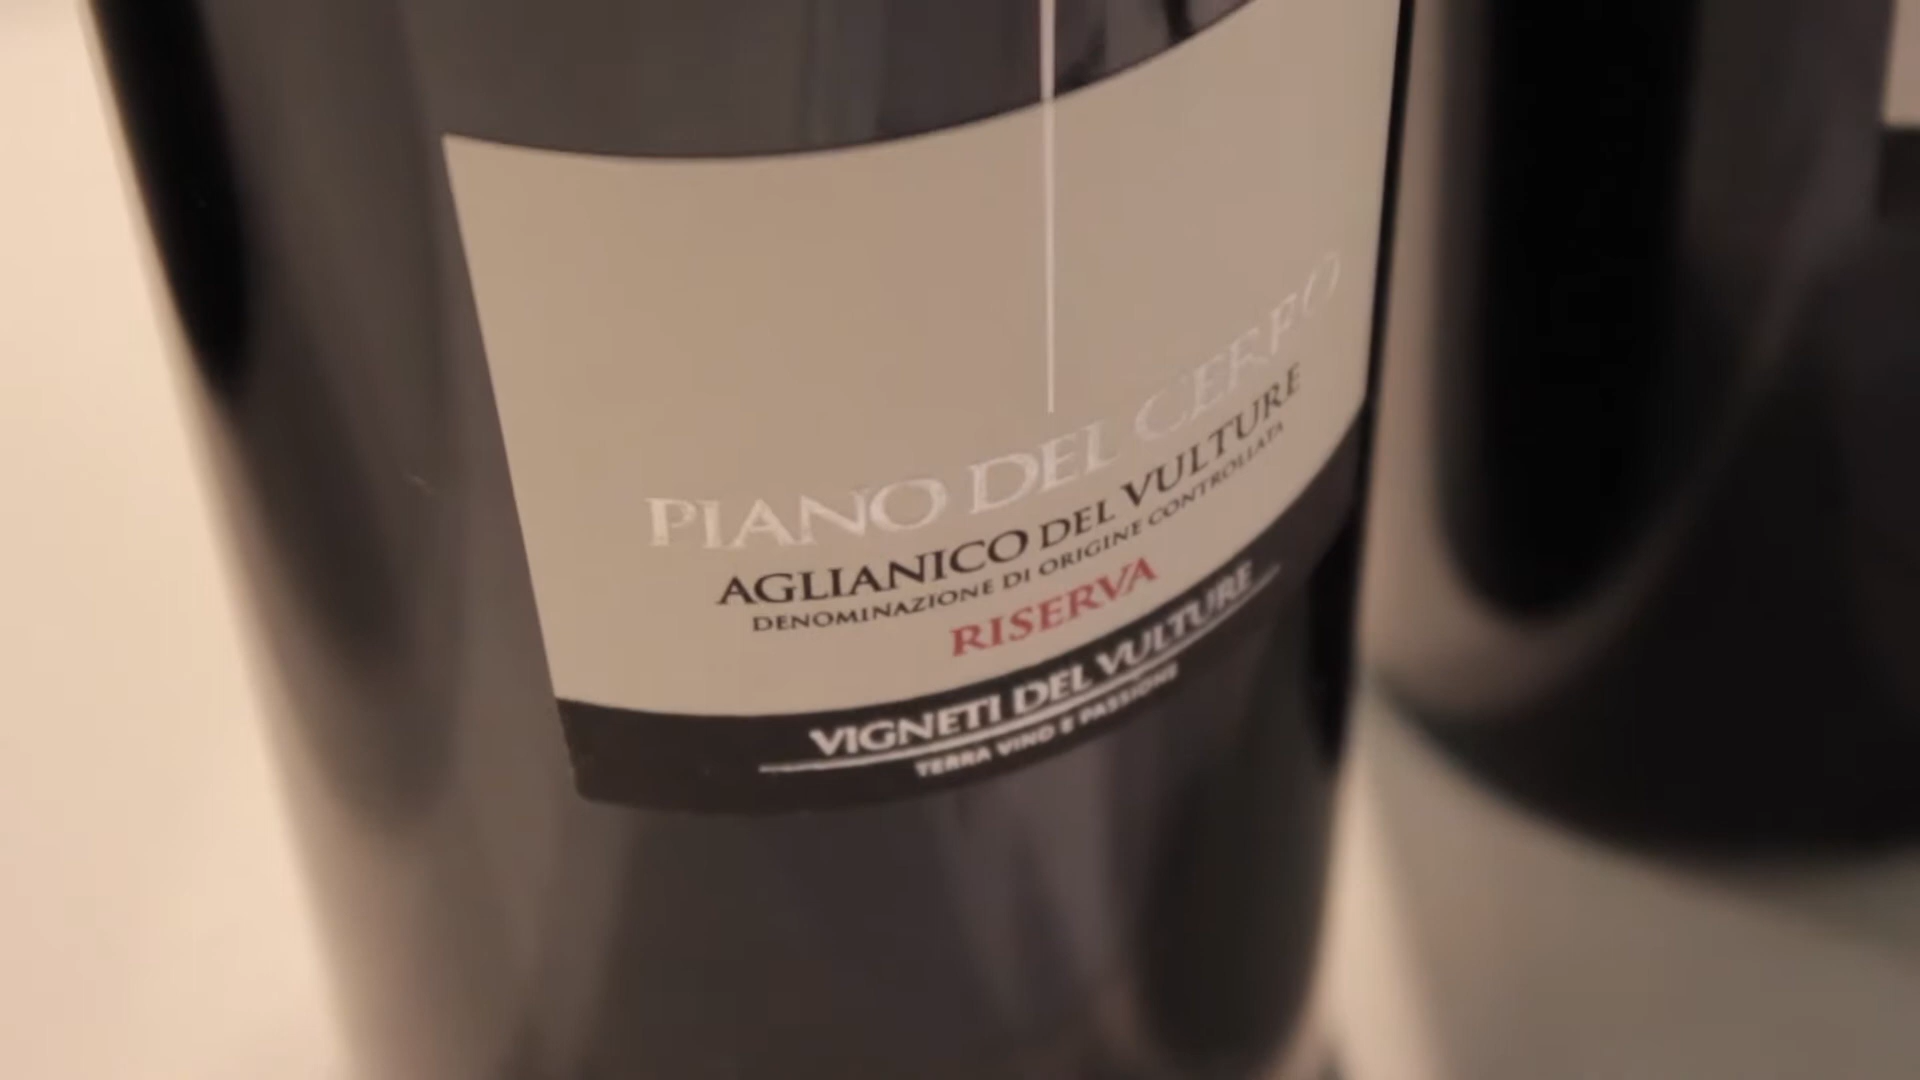 PIANO DEL CERRO
AGLIANICO DEL VULTURE
DENOMINAZIONE DI ORIGINE CONTROLLATA
RISERVA
VIGNETI DEL VULTURE
TERRA VINO E PASSIONE